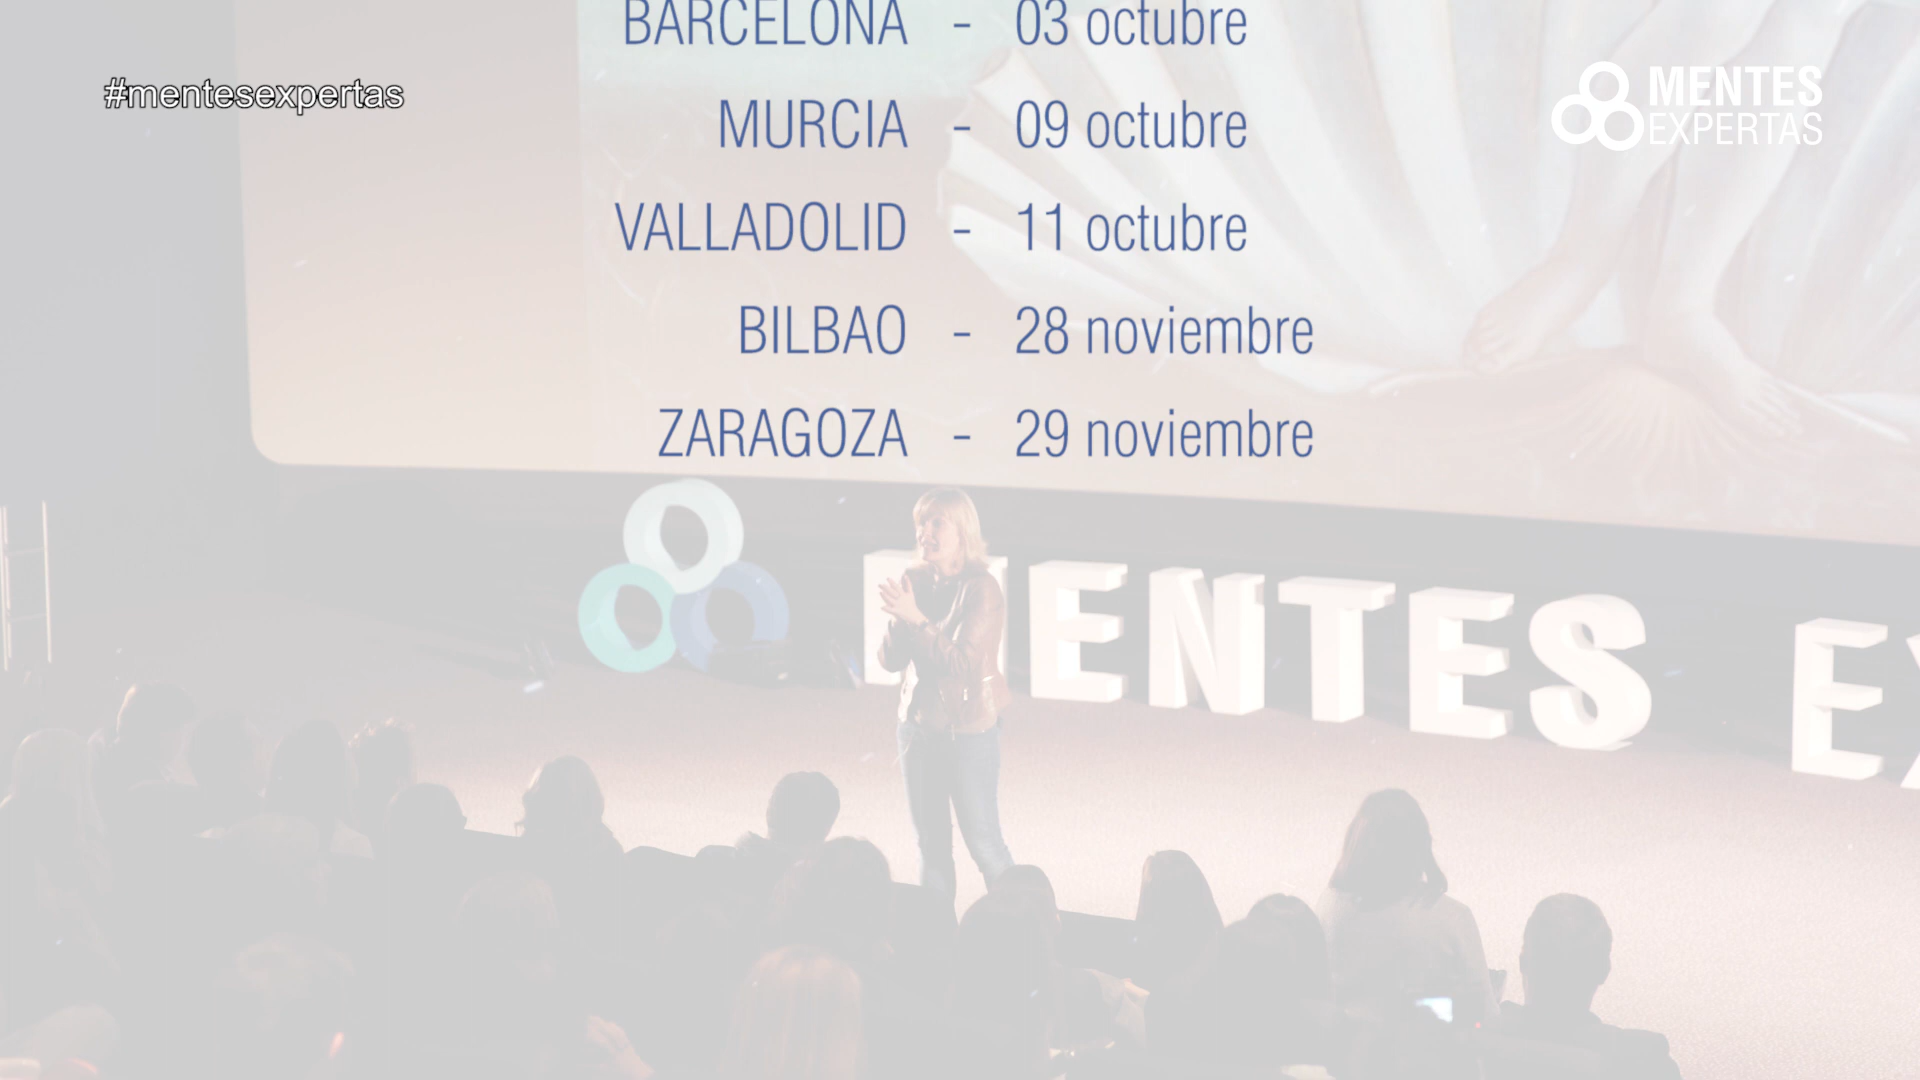 BARCELONA - 03 octubre
#mentesexpertas
MENTES
EXPERTAS
MURCIA - 09 octubre
VALLADOLID - 11 octubre
BILBAO - 28 noviembre
ZARAGOZA - 29 noviembre
MENTES EX